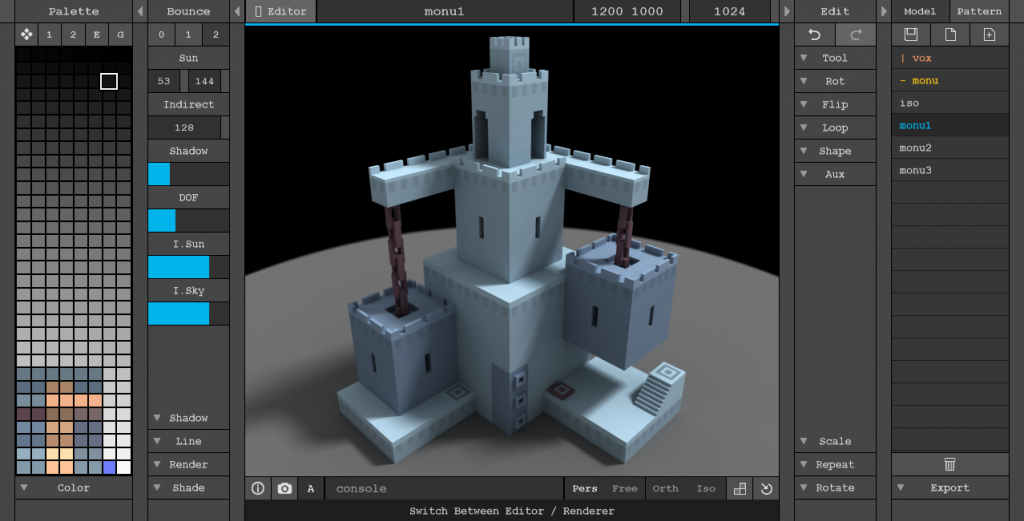 Palette
Bounce
Editor
monu1
1200 1000
1024
Edit
Model
Pattern
1 2 E G
0 1 2
Sun
53 144
Indirect
128
Shadow
DOF
I.Sun
I.Sky
Shadow
Line
Render
Shade
Color
Tool
Rot
Flip
Loop
Shape
Aux
Scale
Repeat
Rotate
| vox
- monu
iso
monu1
monu2
monu3
Export
A
console
Pers Free Orth Iso
Switch Between Editor / Renderer